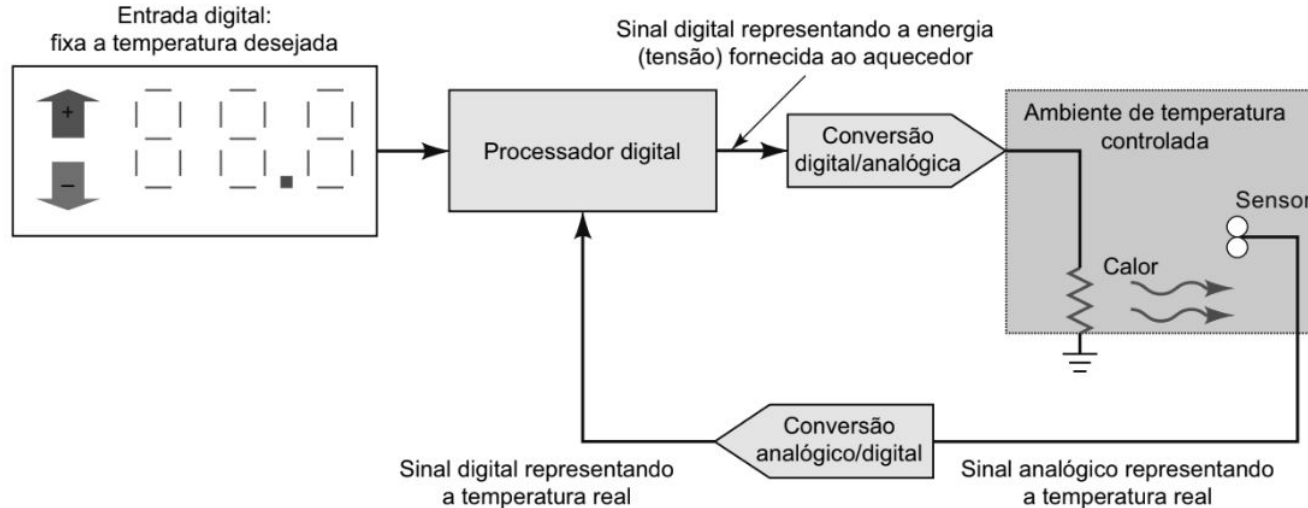 Entrada digital:
fixa a temperatura desejada
+
−
Sinal digital representando a energia
(tensão) fornecida ao aquecedor
Processador digital
Conversão
digital/analógica
Ambiente de temperatura
controlada
Sensor
Calor
Conversão
analógico/digital
Sinal digital representando
a temperatura real
Sinal analógico representando
a temperatura real